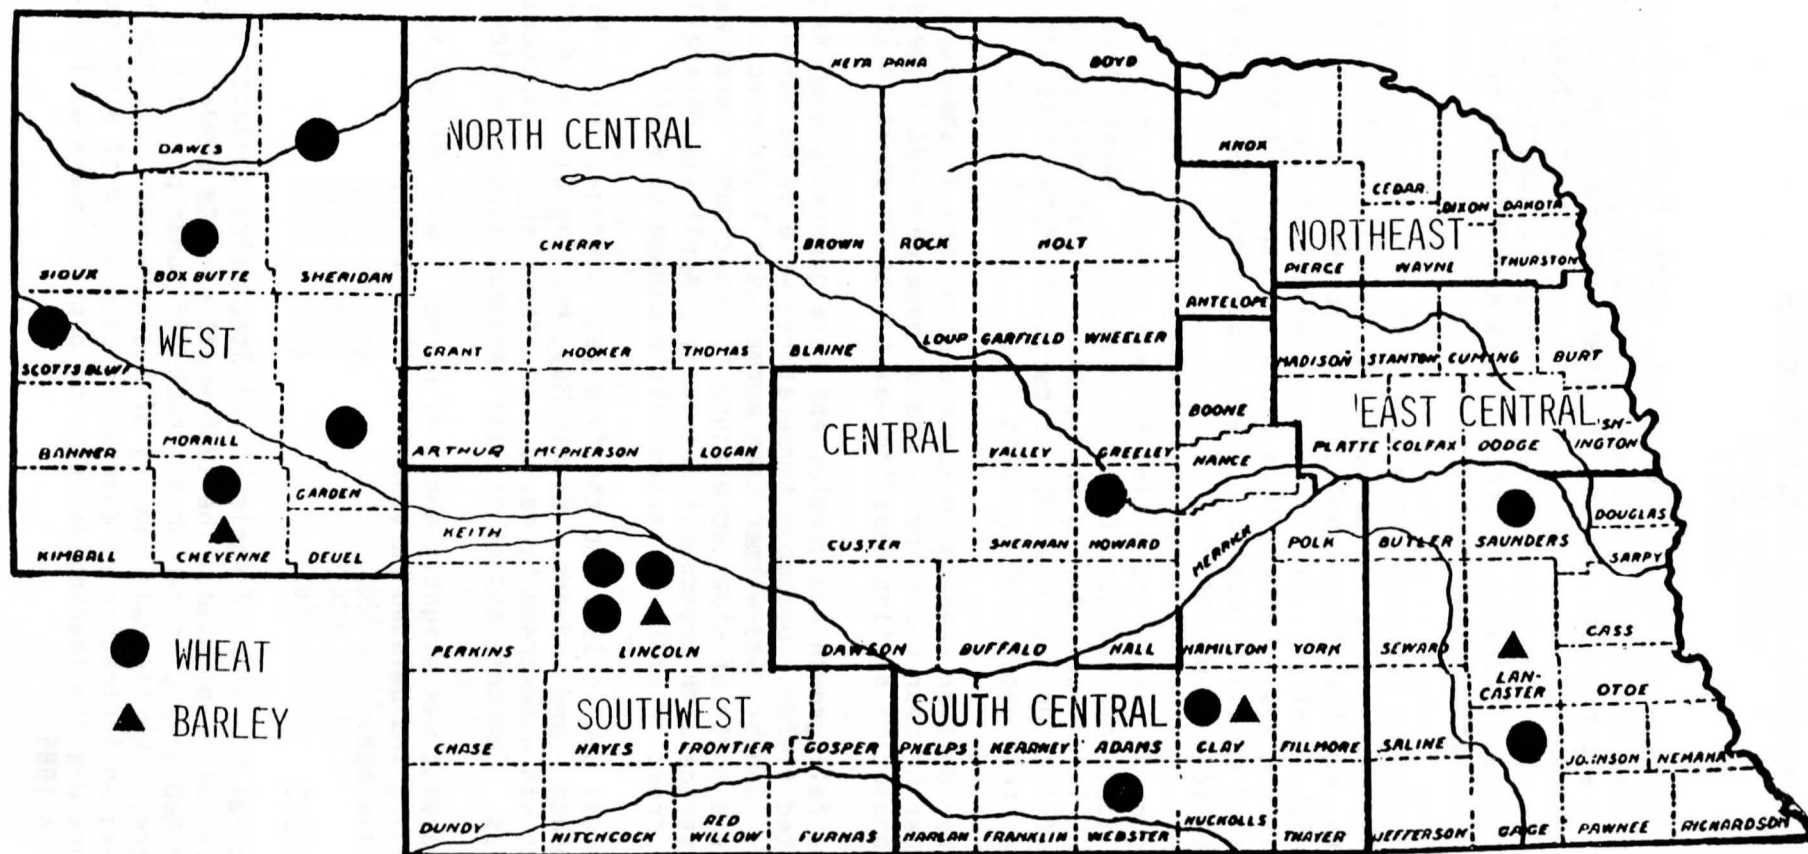 KEYA PAHA
BOYD
NORTH CENTRAL
DAWES
KNOX
CEDAR
DIXON
DAKOTA
CHERRY
BROWN
ROCK
HOLT
NORTHEAST
SIOUX
BOX BUTTE
SHERIDAN
PIERCE
WAYNE
THURSTON
ANTELOPE
WEST
GRANT
HOOKER
THOMAS
BLAINE
LOUP
GARFIELD
WHEELER
MADISON
STANTON
CUMING
BURT
SCOTTS BLUFF
BOONE
EAST CENTRAL
SH-
INGTON
BANNER
MORRILL
ARTHUR
McPHERSON
LOGAN
CENTRAL
VALLEY
GREELEY
NANCE
PLATTE
COLFAX
DODGE
GARDEN
DOUGLAS
KIMBALL
CHEYENNE
DEUEL
KEITH
CUSTER
SHERMAN
HOWARD
MERRICK
POLK
BUTLER
SAUNDERS
SARPY
PERKINS
LINCOLN
DAWSON
BUFFALO
HALL
HAMILTON
YORK
SEWARD
LAN-
CASTER
CASS
OTOE
WHEAT
BARLEY
SOUTHWEST
SOUTH CENTRAL
CHASE
HAYES
FRONTIER
GOSPER
PHELPS
KEARNEY
ADAMS
CLAY
FILLMORE
SALINE
JOHNSON
NEMAHA
DUNDY
HITCHCOCK
RED
WILLOW
FURNAS
HARLAN
FRANKLIN
WEBSTER
NUCKOLLS
THAYER
JEFFERSON
GAGE
PAWNEE
RICHARDSON